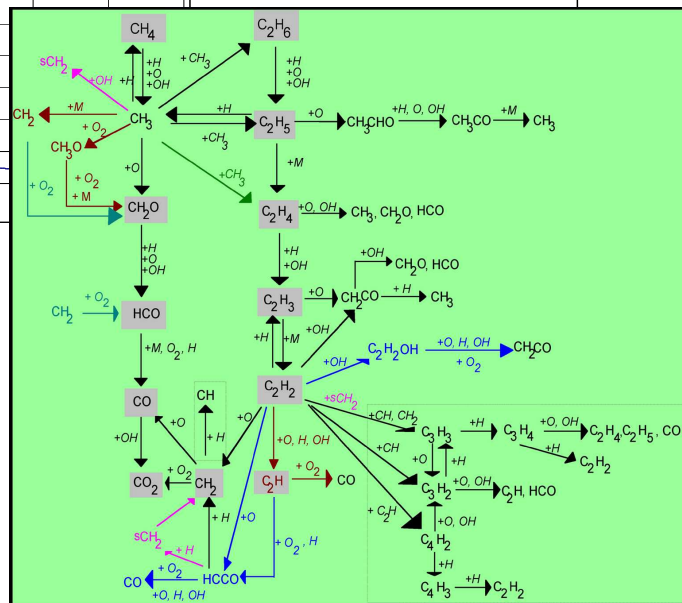 CH4
C2H6
sCH2
+OH
+H
+H
+O
+OH
+ CH3
+H
+O
+OH
CH2
+M
CH3
+ O2
CH3O
+H
+CH3
C2H5
+O
CH3CHO
+H, O, OH
CH3CO
+M
CH3
+ O2
+ O2
+ M
+O
+CH3
+M
CH2O
C2H4
+O, OH
CH3, CH2O, HCO
+H
+O
+OH
+H
+OH
+OH
CH2O, HCO
CH2
+ O2
HCO
C2H3
+O
CH2CO
+ H
CH3
+M, O2, H
+H
+M
+OH
+OH
C2H2OH
+O, H, OH
+ O2
CH2CO
CO
CH
C2H2
+sCH2
+OH
+O
+ H
+O
+O, H, OH
+CH, CH2
+CH
C3H3
+H
C3H4
+O, OH
C2H4,C2H5, CO
+H
C2H2
CO2
+ O2
CH2
C2H
+ O2
CO
+O
+H
+ C2H
C3H2
+O, OH
C2H, HCO
sCH2
+ H
+ H
+O
+ O2 , H
+O, OH
C4H2
CO
+ O2
+O, H, OH
HCCO
+H
C4H3
+H
C2H2